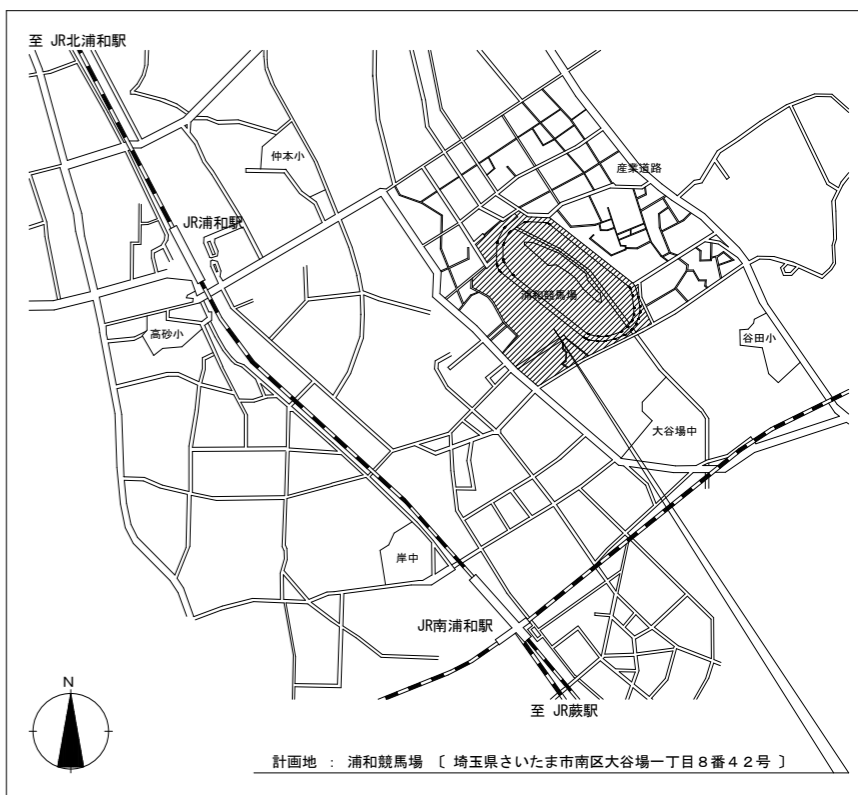 至 JR北浦和駅
仲本小
産業道路
JR浦和駅
浦和競馬場
高砂小
谷田小
大谷場中
岸中
JR南浦和駅
N
至 JR蕨駅
計画地 : 浦和競馬場 〔 埼玉県さいたま市南区大谷場一丁目8番42号 〕